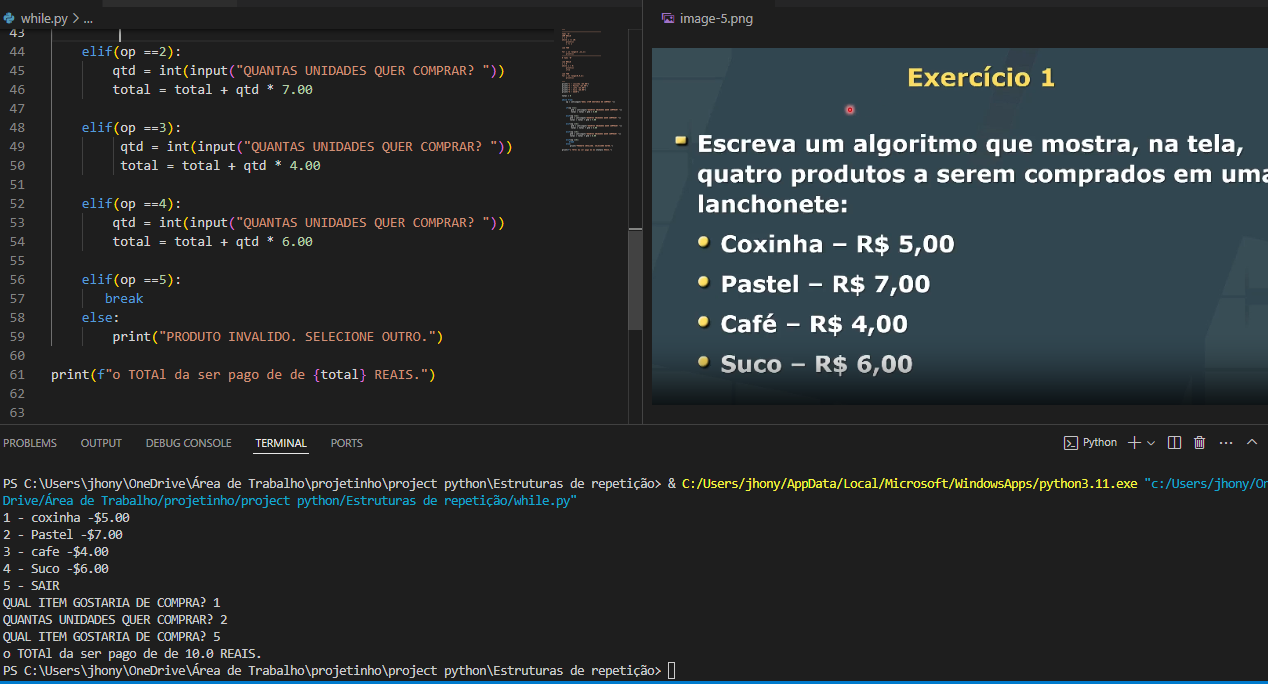 while.py > ...
43
44 elif(op ==2):
45 qtd = int(input("QUANTAS UNIDADES QUER COMPRAR? "))
46 total = total + qtd * 7.00
47
48 elif(op ==3):
49 qtd = int(input("QUANTAS UNIDADES QUER COMPRAR? "))
50 total = total + qtd * 4.00
51
52 elif(op ==4):
53 qtd = int(input("QUANTAS UNIDADES QUER COMPRAR? "))
54 total = total + qtd * 6.00
55
56 elif(op ==5):
57 break
58 else:
59 print("PRODUTO INVALIDO. SELECIONE OUTRO.")
60
61 print(f"o TOTAl da ser pago de de {total} REAIS.")
62
63
image-5.png
Exercício 1
Escreva um algoritmo que mostra, na tela,
quatro produtos a serem comprados em uma
lanchonete:
Coxinha – R$ 5,00
Pastel – R$ 7,00
Café – R$ 4,00
Suco – R$ 6,00
PROBLEMS OUTPUT DEBUG CONSOLE TERMINAL PORTS
Python
PS C:\Users\jhony\OneDrive\Área de Trabalho\projetinho\project python\Estruturas de repetição> & C:/Users/jhony/AppData/Local/Microsoft/WindowsApps/python3.11.exe "c:/Users/jhony/On
Drive/Área de Trabalho/projetinho/project python/Estruturas de repetição/while.py"
1 - coxinha -$5.00
2 - Pastel -$7.00
3 - cafe -$4.00
4 - Suco -$6.00
5 - SAIR
QUAL ITEM GOSTARIA DE COMPRA? 1
QUANTAS UNIDADES QUER COMPRAR? 2
QUAL ITEM GOSTARIA DE COMPRA? 5
o TOTAl da ser pago de de 10.0 REAIS.
PS C:\Users\jhony\OneDrive\Área de Trabalho\projetinho\project python\Estruturas de repetição>